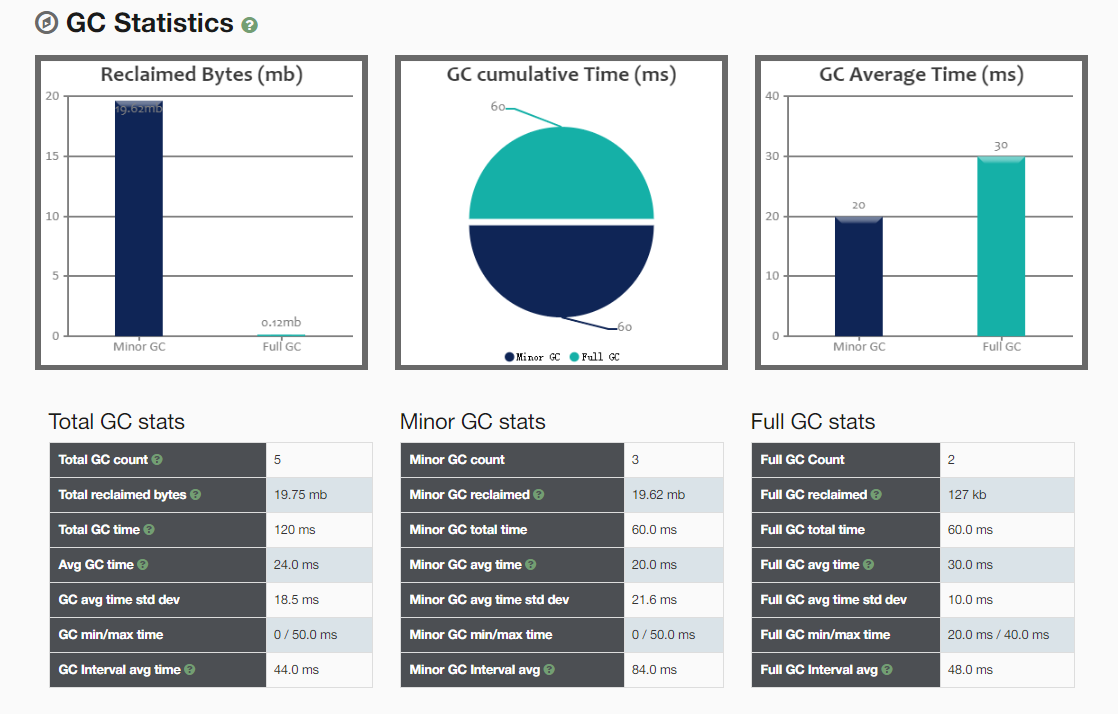 GC Statistics
Reclaimed Bytes (mb)
20
15
10
5
0
19.62mb
0.12mb
Minor GC
Full GC
GC cumulative Time (ms)
60
60
Minor GC
Full GC
GC Average Time (ms)
40
30
20
10
0
20
30
Minor GC
Full GC
Total GC stats
Total GC count 5
Total reclaimed bytes 19.75 mb
Total GC time 120 ms
Avg GC time 24.0 ms
GC avg time std dev 18.5 ms
GC min/max time 0 / 50.0 ms
GC Interval avg time 44.0 ms
Minor GC stats
Minor GC count 3
Minor GC reclaimed 19.62 mb
Minor GC total time 60.0 ms
Minor GC avg time 20.0 ms
Minor GC avg time std dev 21.6 ms
Minor GC min/max time 0 / 50.0 ms
Minor GC Interval avg 84.0 ms
Full GC stats
Full GC Count 2
Full GC reclaimed 127 kb
Full GC total time 60.0 ms
Full GC avg time 30.0 ms
Full GC avg time std dev 10.0 ms
Full GC min/max time 20.0 ms / 40.0 ms
Full GC Interval avg 48.0 ms